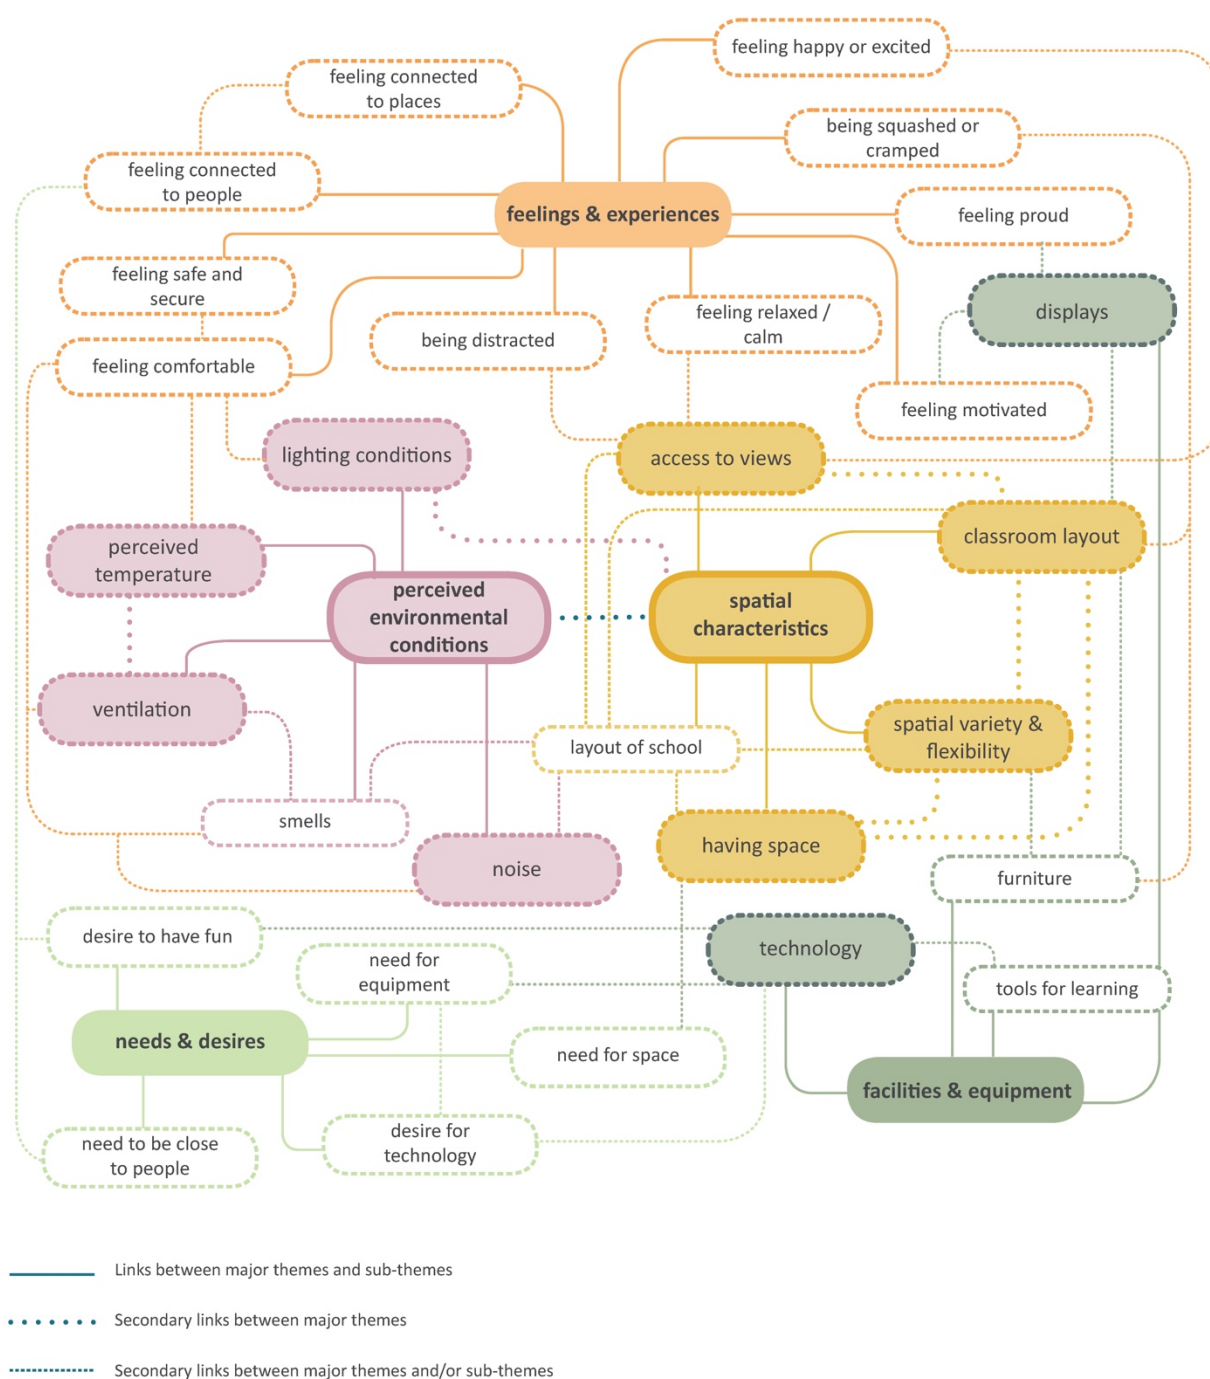 feeling happy or excited
feeling connected
to places
being squashed or
cramped
feeling connected
to people
feelings & experiences
feeling proud
feeling safe and
secure
feeling relaxed /
calm
displays
being distracted
feeling comfortable
feeling motivated
lighting conditions
access to views
classroom layout
perceived
temperature
perceived
environmental
conditions
spatial
characteristics
ventilation
layout of school
spatial variety &
flexibility
smells
having space
noise
furniture
desire to have fun
technology
need for
equipment
tools for learning
needs & desires
need for space
facilities & equipment
need to be close
to people
desire for
technology
Links between major themes and sub-themes
Secondary links between major themes
Secondary links between major themes and/or sub-themes